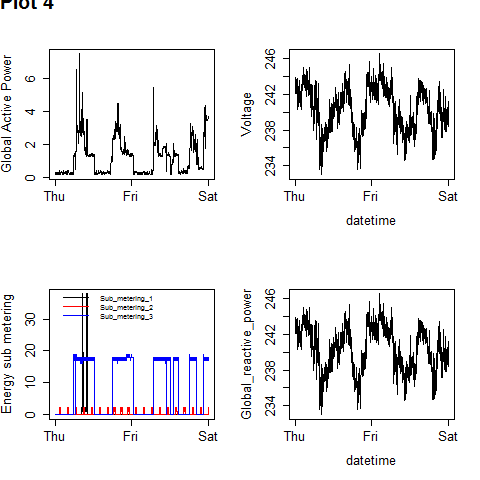 Plot 4
Global Active Power
0 2 4 6
Thu Fri Sat
Voltage
234 238 242 246
Thu Fri Sat
datetime
Energy sub metering
0 10 20 30
Sub_metering_1
Sub_metering_2
Sub_metering_3
Thu Fri Sat
Global_reactive_power
234 238 242 246
Thu Fri Sat
datetime